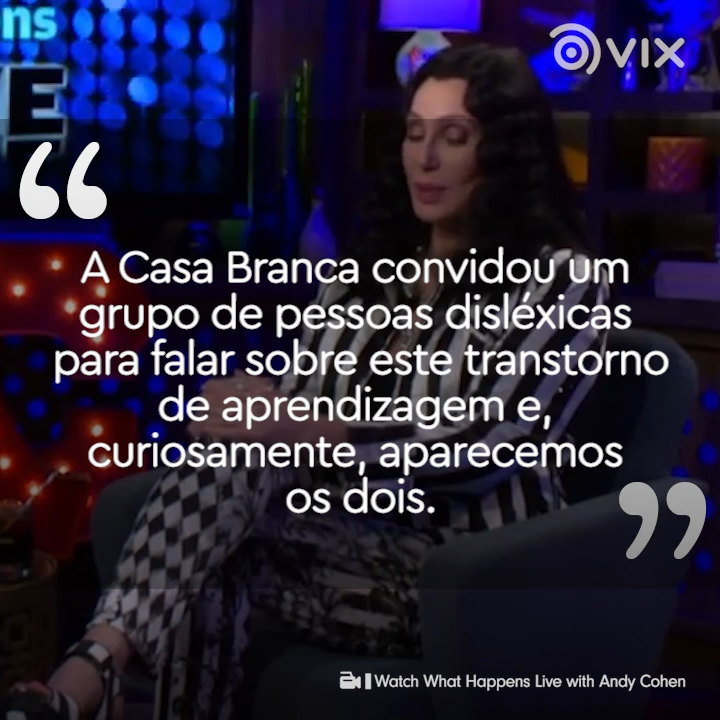 ns
E
VIX
“
A Casa Branca convidou um
grupo de pessoas disléxicas
para falar sobre este transtorno
de aprendizagem e,
curiosamente, aparecemos
os dois.
”
Watch What Happens Live with Andy Cohen